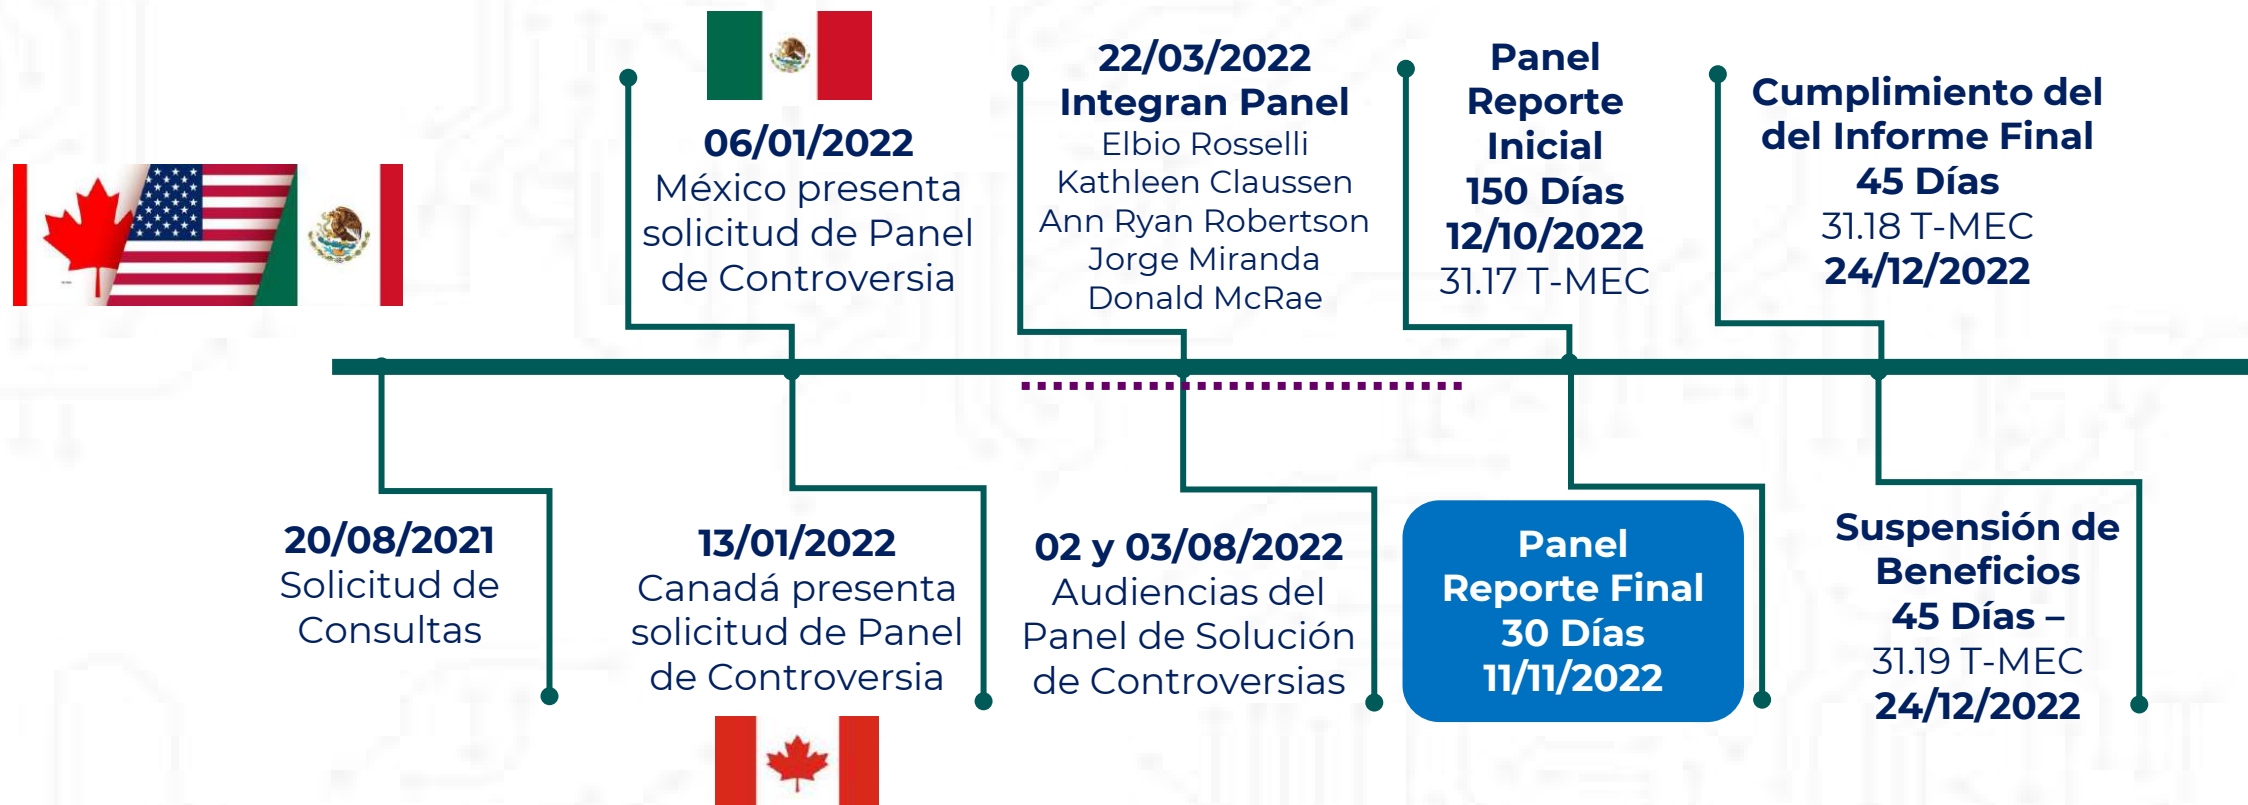 06/01/2022
México presenta
solicitud de Panel
de Controversia
22/03/2022
Integran Panel
Elbio Rosselli
Kathleen Claussen
Ann Ryan Robertson
Jorge Miranda
Donald McRae
Panel
Reporte
Inicial
150 Días
12/10/2022
31.17 T-MEC
Cumplimiento del
del Informe Final
45 Días
31.18 T-MEC
24/12/2022
20/08/2021
Solicitud de
Consultas
13/01/2022
Canadá presenta
solicitud de Panel
de Controversia
02 y 03/08/2022
Audiencias del
Panel de Solución
de Controversias
Panel
Reporte Final
30 Días
11/11/2022
Suspensión de
Beneficios
45 Días –
31.19 T-MEC
24/12/2022